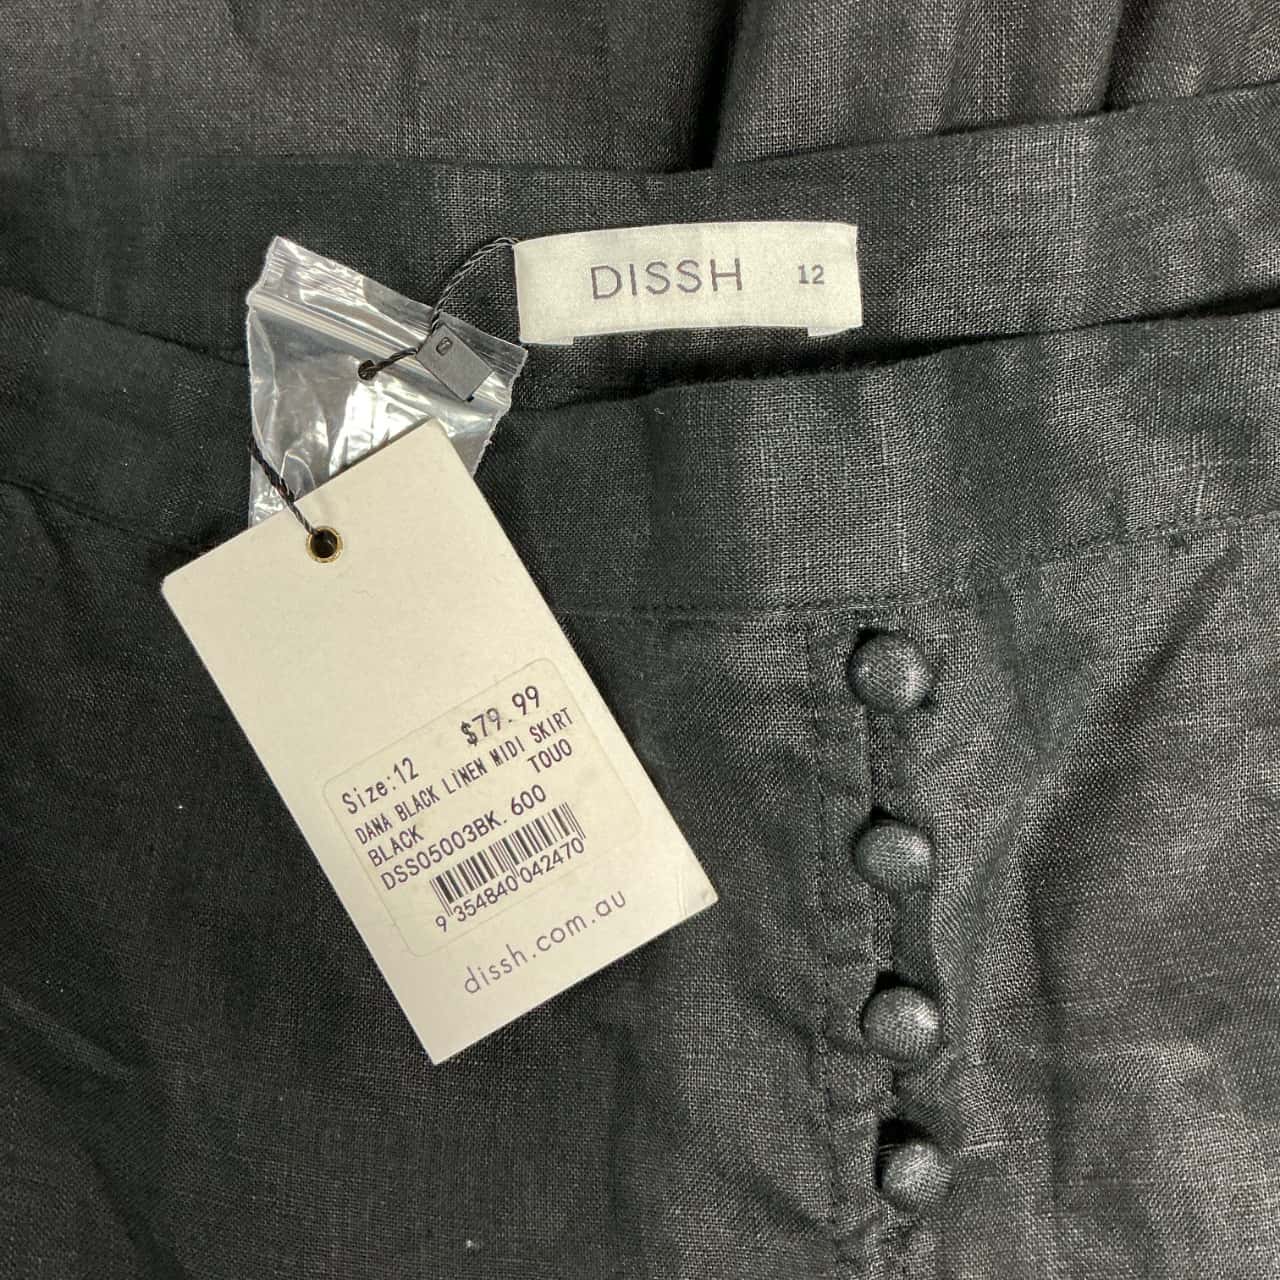 DISSH 12
$79.99
Size:12
DANA BLACK LINEN MIDI SKIRT
BLACK TOUO
DSS05003BK.600
9 354840 042470
dissh.com.au